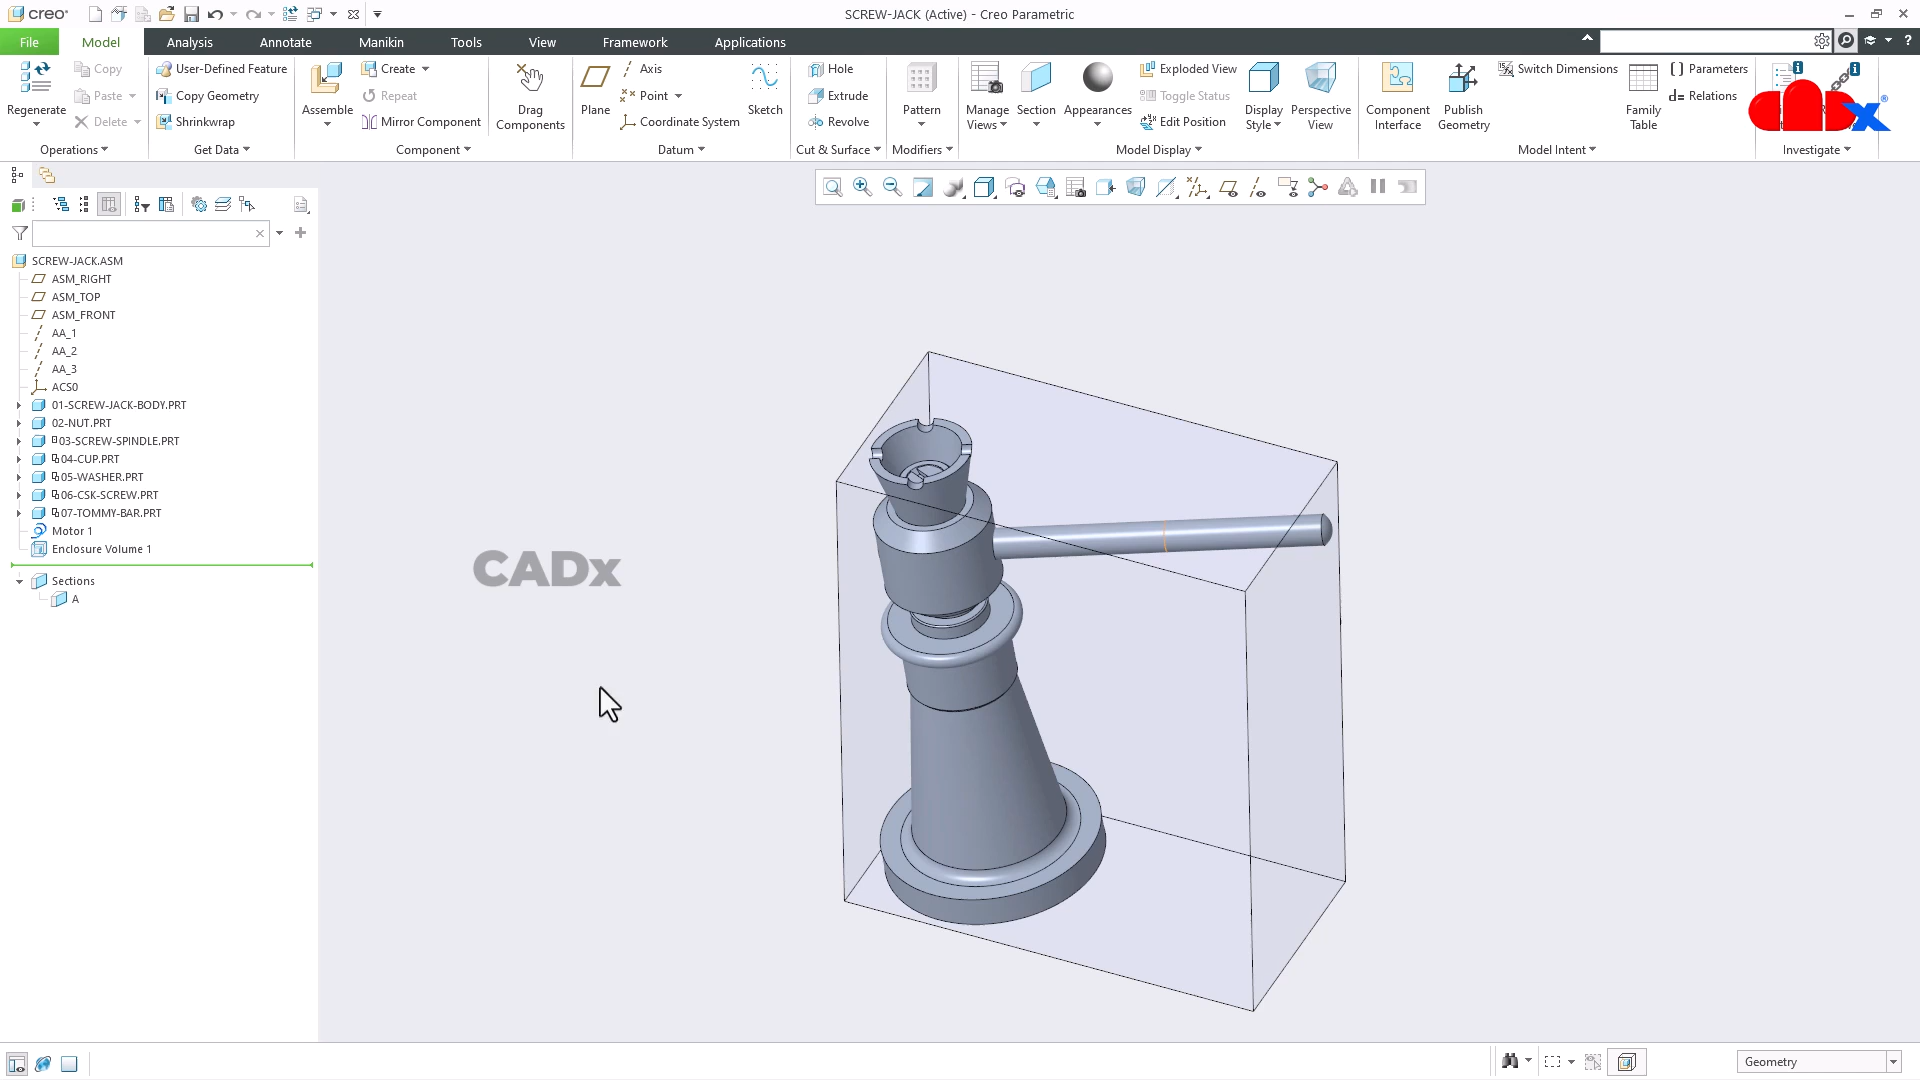 creo®
SCREW-JACK (Active) - Creo Parametric
File Model Analysis Annotate Manikin Tools View Framework Applications
Regenerate
Copy
Paste
Delete
Operations
User-Defined Feature
Copy Geometry
Shrinkwrap
Get Data
Assemble
Create
Repeat
Mirror Component
Component
Drag
Components
Plane
Axis
Point
Coordinate System
Sketch
Datum
Hole
Extrude
Revolve
Cut & Surface
Pattern
Modifiers
Manage
Views
Section
Appearances
Exploded View
Toggle Status
Edit Position
Display
Style
Perspective
View
Model Display
Component
Interface
Publish
Geometry
Switch Dimensions
Family
Table
Parameters
Relations
Model Intent
CADx®
Investigate
SCREW-JACK.ASM
ASM_RIGHT
ASM_TOP
ASM_FRONT
AA_1
AA_2
AA_3
ACS0
01-SCREW-JACK-BODY.PRT
02-NUT.PRT
03-SCREW-SPINDLE.PRT
04-CUP.PRT
05-WASHER.PRT
06-CSK-SCREW.PRT
07-TOMMY-BAR.PRT
Motor 1
Enclosure Volume 1
Sections
A
CADx
Geometry